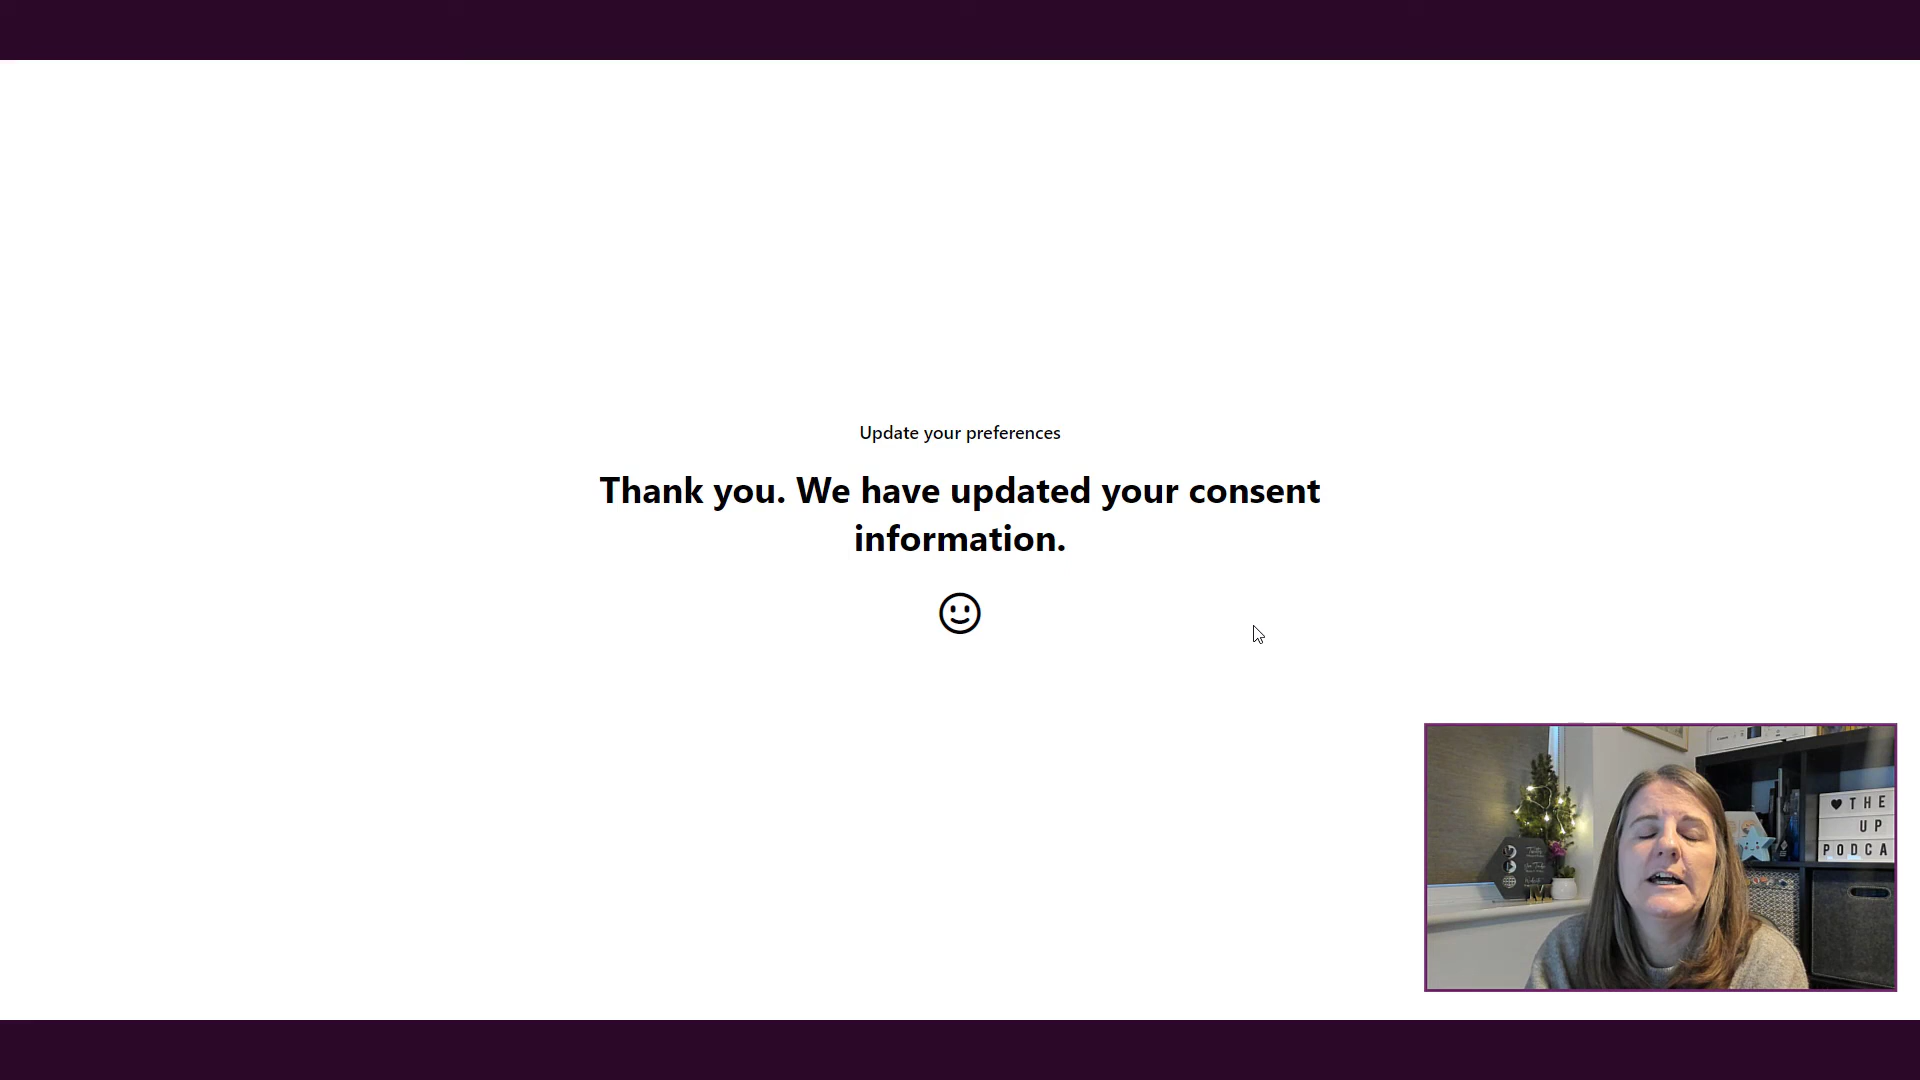 Update your preferences
Thank you. We have updated your consent
information.
THE
UP
PODCA